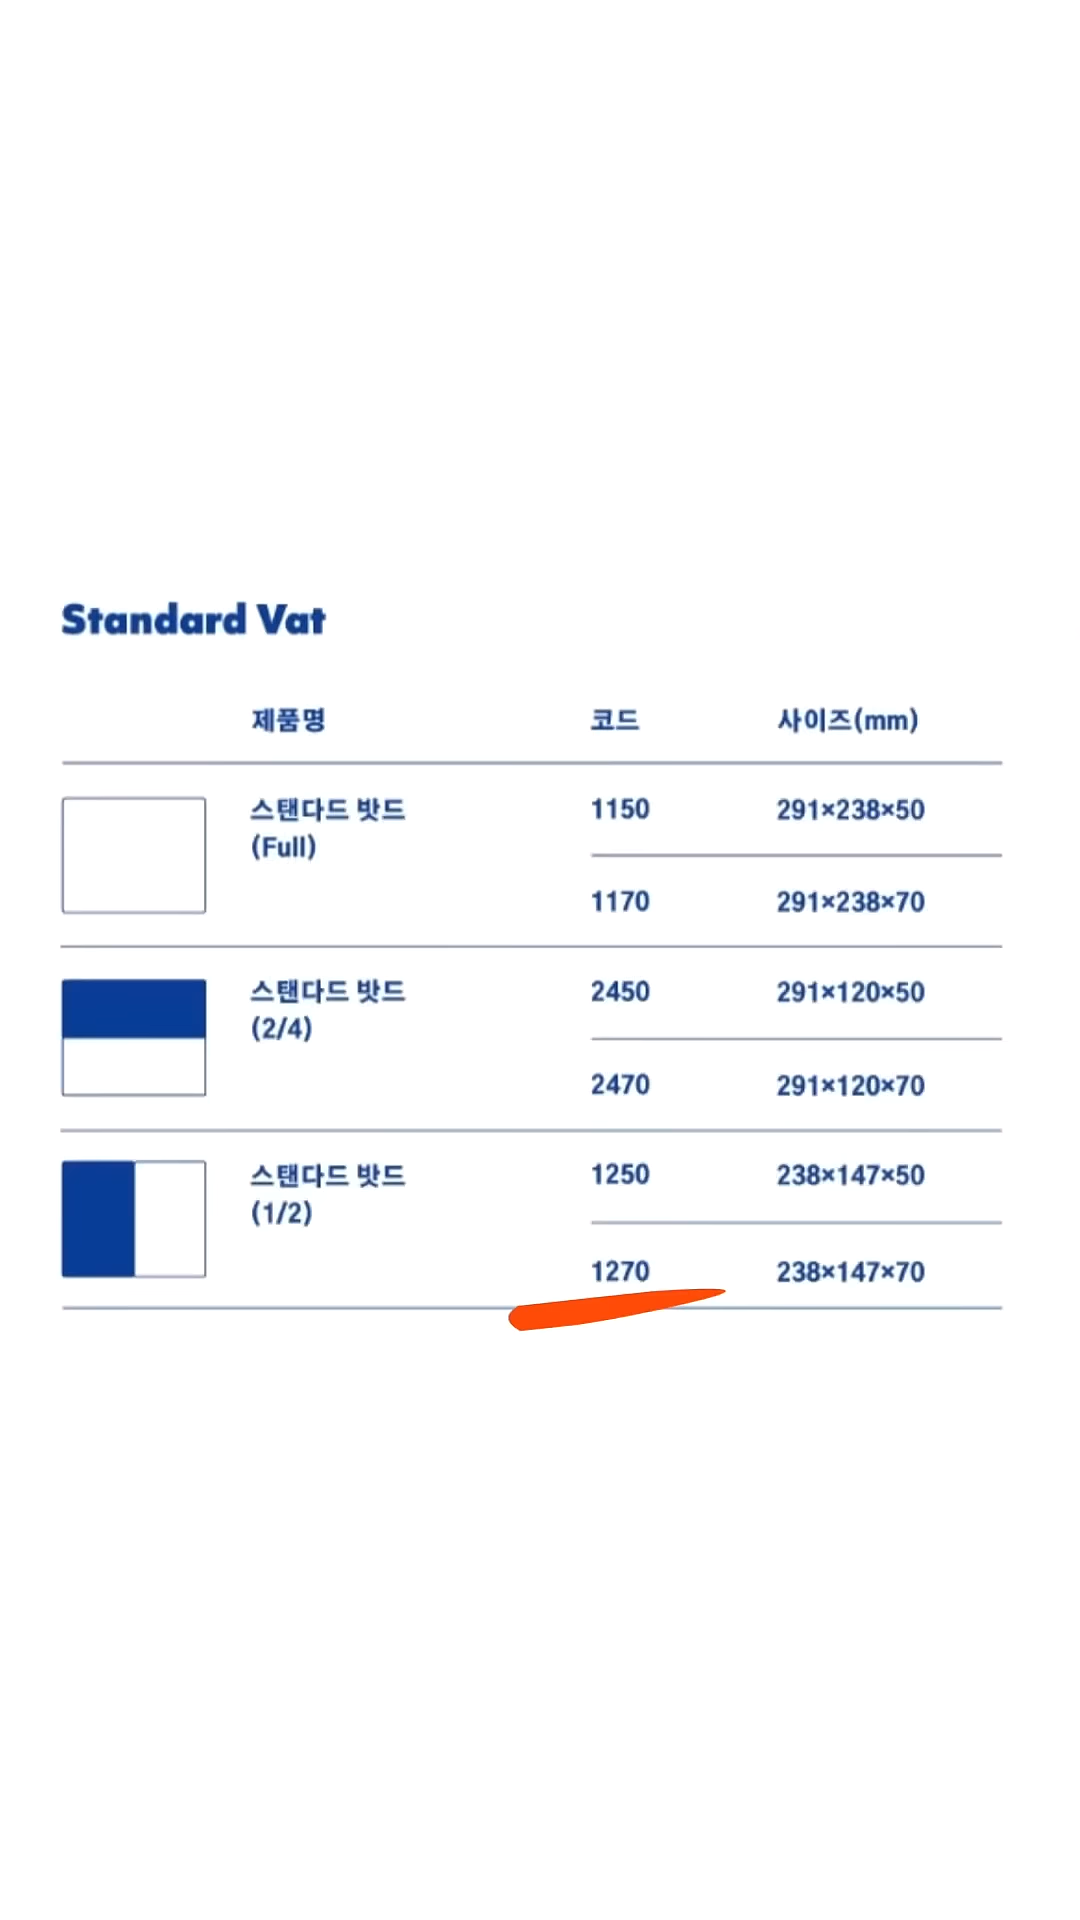 Standard Vat
제품명 코드 사이즈(mm)
스탠다드 밧드 1150 291×238×50
(Full)
1170 291×238×70
스탠다드 밧드 2450 291×120×50
(2/4)
2470 291×120×70
스탠다드 밧드 1250 238×147×50
(1/2)
1270 238×147×70